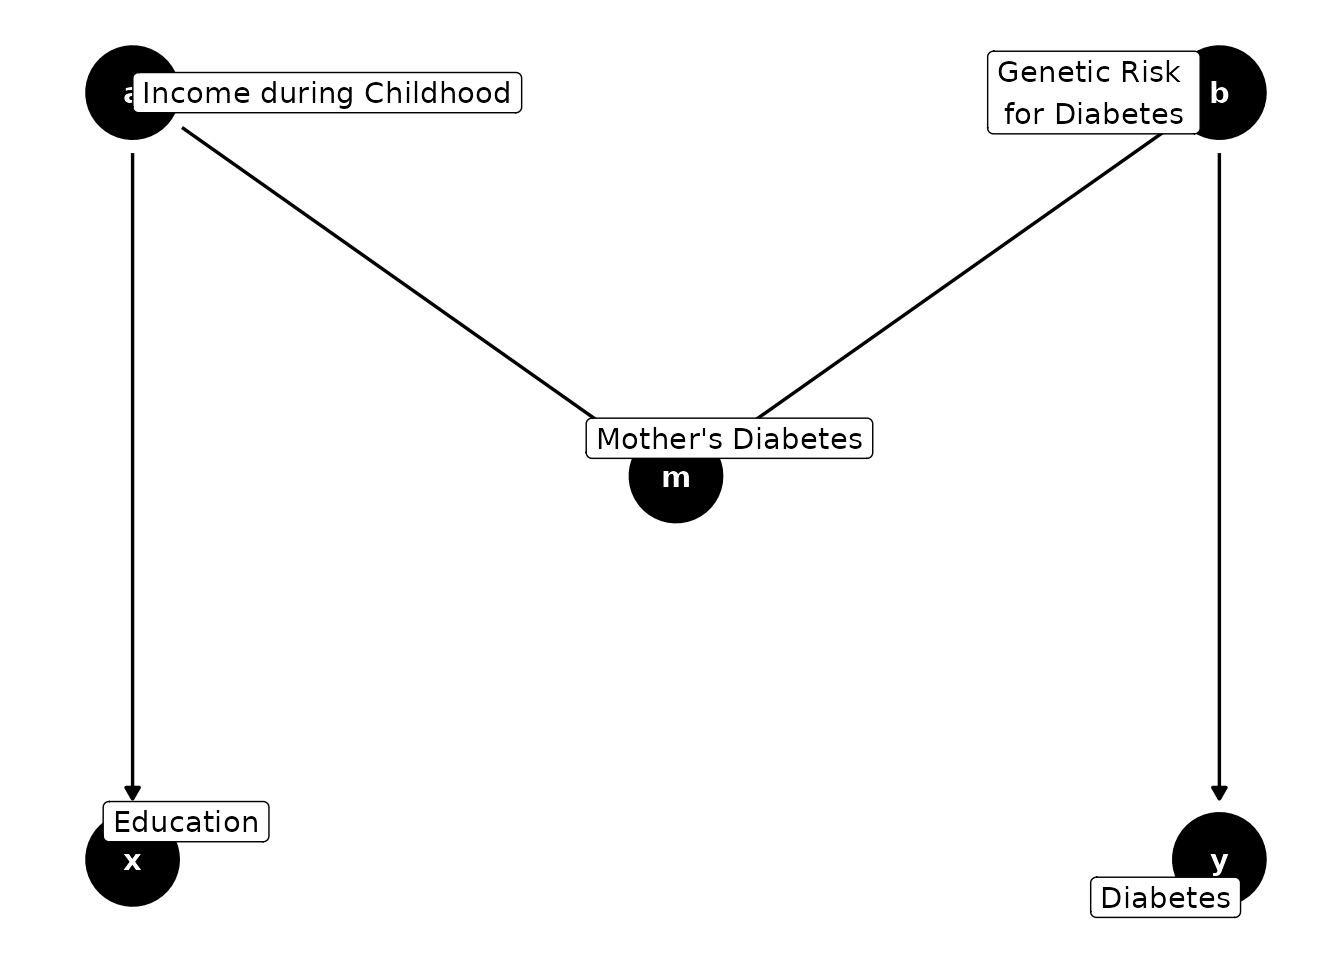 a
Income during Childhood
Genetic Risk
for Diabetes
b
Mother's Diabetes
m
Education
x
y
Diabetes